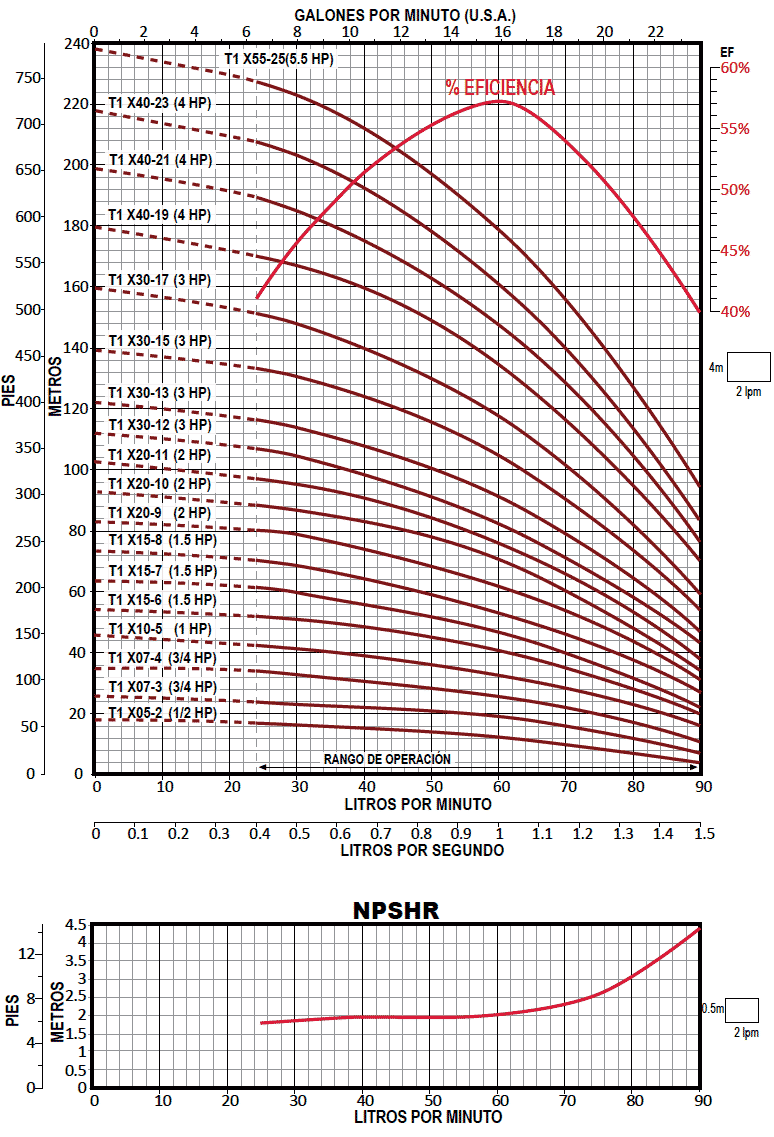 GALONES POR MINUTO (U.S.A.)
0 2 4 6 8 10 12 14 16 18 20 22
PIES
750
700
650
600
550
500
450
400
350
300
250
200
150
100
50
0
METROS
240
220
200
180
160
140
120
100
80
60
40
20
0
T1 X55-25(5.5 HP)
T1 X40-23 (4 HP)
T1 X40-21 (4 HP)
T1 X40-19 (4 HP)
T1 X30-17 (3 HP)
T1 X30-15 (3 HP)
T1 X30-13 (3 HP)
T1 X30-12 (3 HP)
T1 X20-11 (2 HP)
T1 X20-10 (2 HP)
T1 X20-9 (2 HP)
T1 X15-8 (1.5 HP)
T1 X15-7 (1.5 HP)
T1 X15-6 (1.5 HP)
T1 X10-5 (1 HP)
T1 X07-4 (3/4 HP)
T1 X07-3 (3/4 HP)
T1 X05-2 (1/2 HP)
% EFICIENCIA
EF
60%
55%
50%
45%
40%
4m
2 lpm
RANGO DE OPERACIÓN
0 10 20 30 40 50 60 70 80 90
LITROS POR MINUTO
0 0.1 0.2 0.3 0.4 0.5 0.6 0.7 0.8 0.9 1 1.1 1.2 1.3 1.4 1.5
LITROS POR SEGUNDO
NPSHR
PIES
12
8
4
0
METROS
4.5
4
3.5
3
2.5
2
1.5
1
0.5
0
0.5m
2 lpm
0 10 20 30 40 50 60 70 80 90
LITROS POR MINUTO